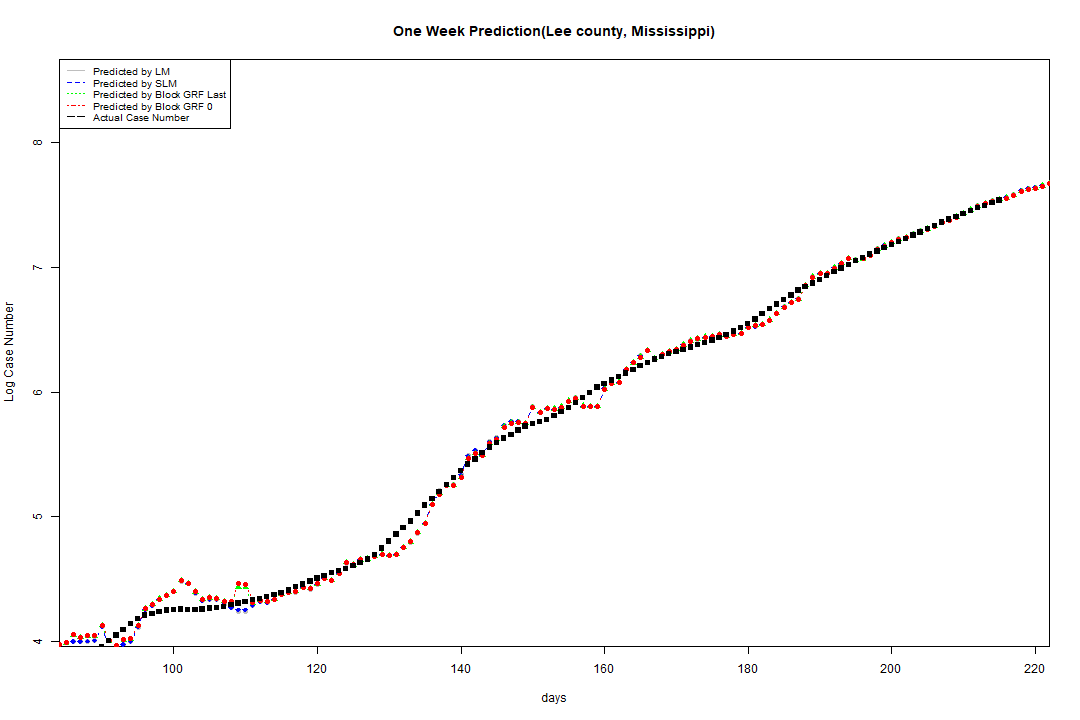 One Week Prediction(Lee county, Mississippi)
Predicted by LM
Predicted by SLM
Predicted by Block GRF Last
Predicted by Block GRF 0
Actual Case Number
8
7
6
5
4
Log Case Number
100 120 140 160 180 200 220
days